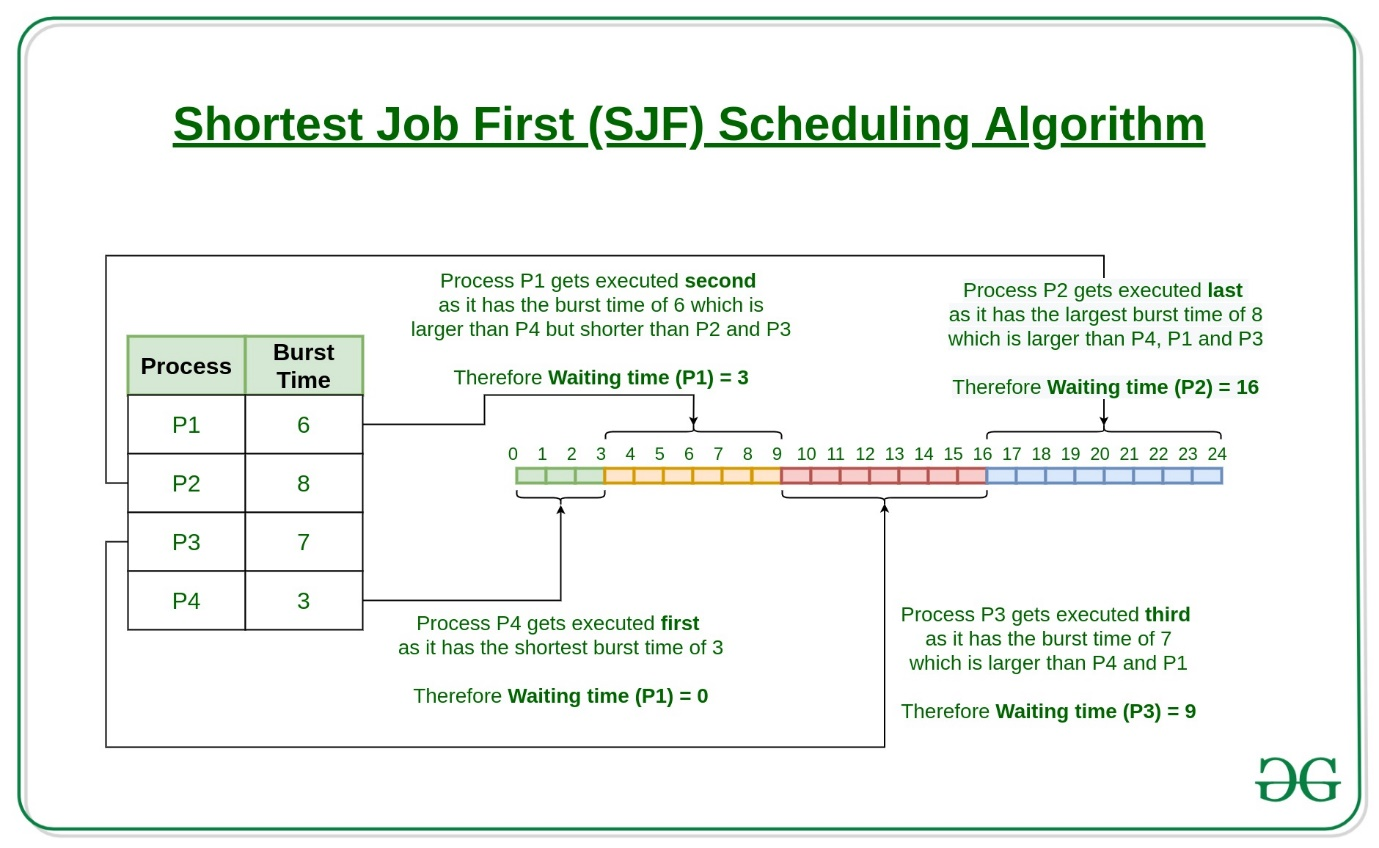 Shortest Job First (SJF) Scheduling Algorithm
Process P1 gets executed second
as it has the burst time of 6 which is
larger than P4 but shorter than P2 and P3
Therefore Waiting time (P1) = 3
Process P2 gets executed last
as it has the largest burst time of 8
which is larger than P4, P1 and P3
Therefore Waiting time (P2) = 16
Process Burst Time
P1 6
P2 8
P3 7
P4 3
0 1 2 3 4 5 6 7 8 9 10 11 12 13 14 15 16 17 18 19 20 21 22 23 24
Process P4 gets executed first
as it has the shortest burst time of 3
Therefore Waiting time (P1) = 0
Process P3 gets executed third
as it has the burst time of 7
which is larger than P4 and P1
Therefore Waiting time (P3) = 9